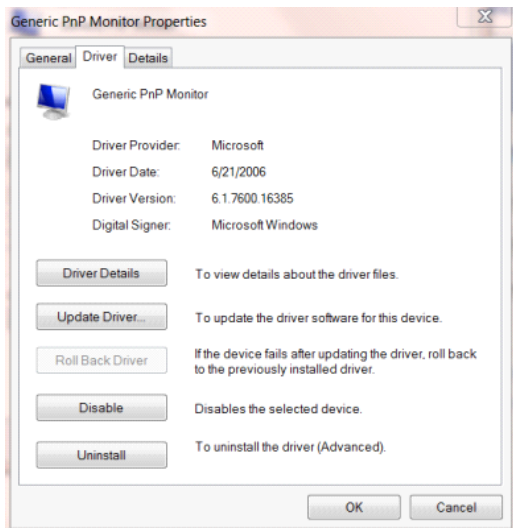 Generic PnP Monitor Properties
General Driver Details
Generic PnP Monitor
Driver Provider: Microsoft
Driver Date: 6/21/2006
Driver Version: 6.1.7600.16385
Digital Signer: Microsoft Windows
Driver Details To view details about the driver files.
Update Driver... To update the driver software for this device.
Roll Back Driver If the device fails after updating the driver, roll back
to the previously installed driver.
Disable Disables the selected device.
Uninstall To uninstall the driver (Advanced).
OK Cancel